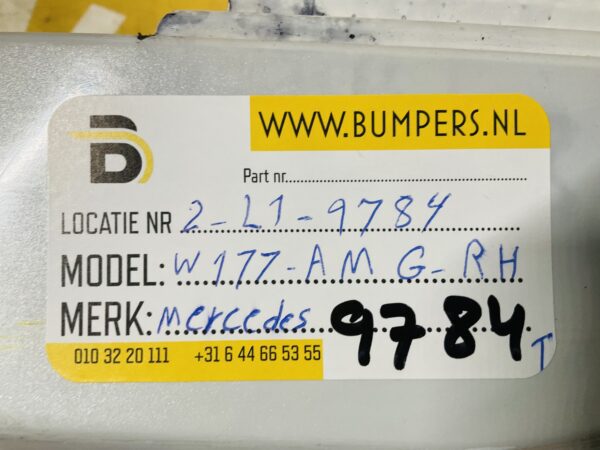 B
WWW.BUMPERS.NL
Part nr.
LOCATIE NR 2-L1-9784
MODEL: W177-AMG-RH
MERK: mercedes 9784
010 32 20 111 +31 6 44 66 53 55 T